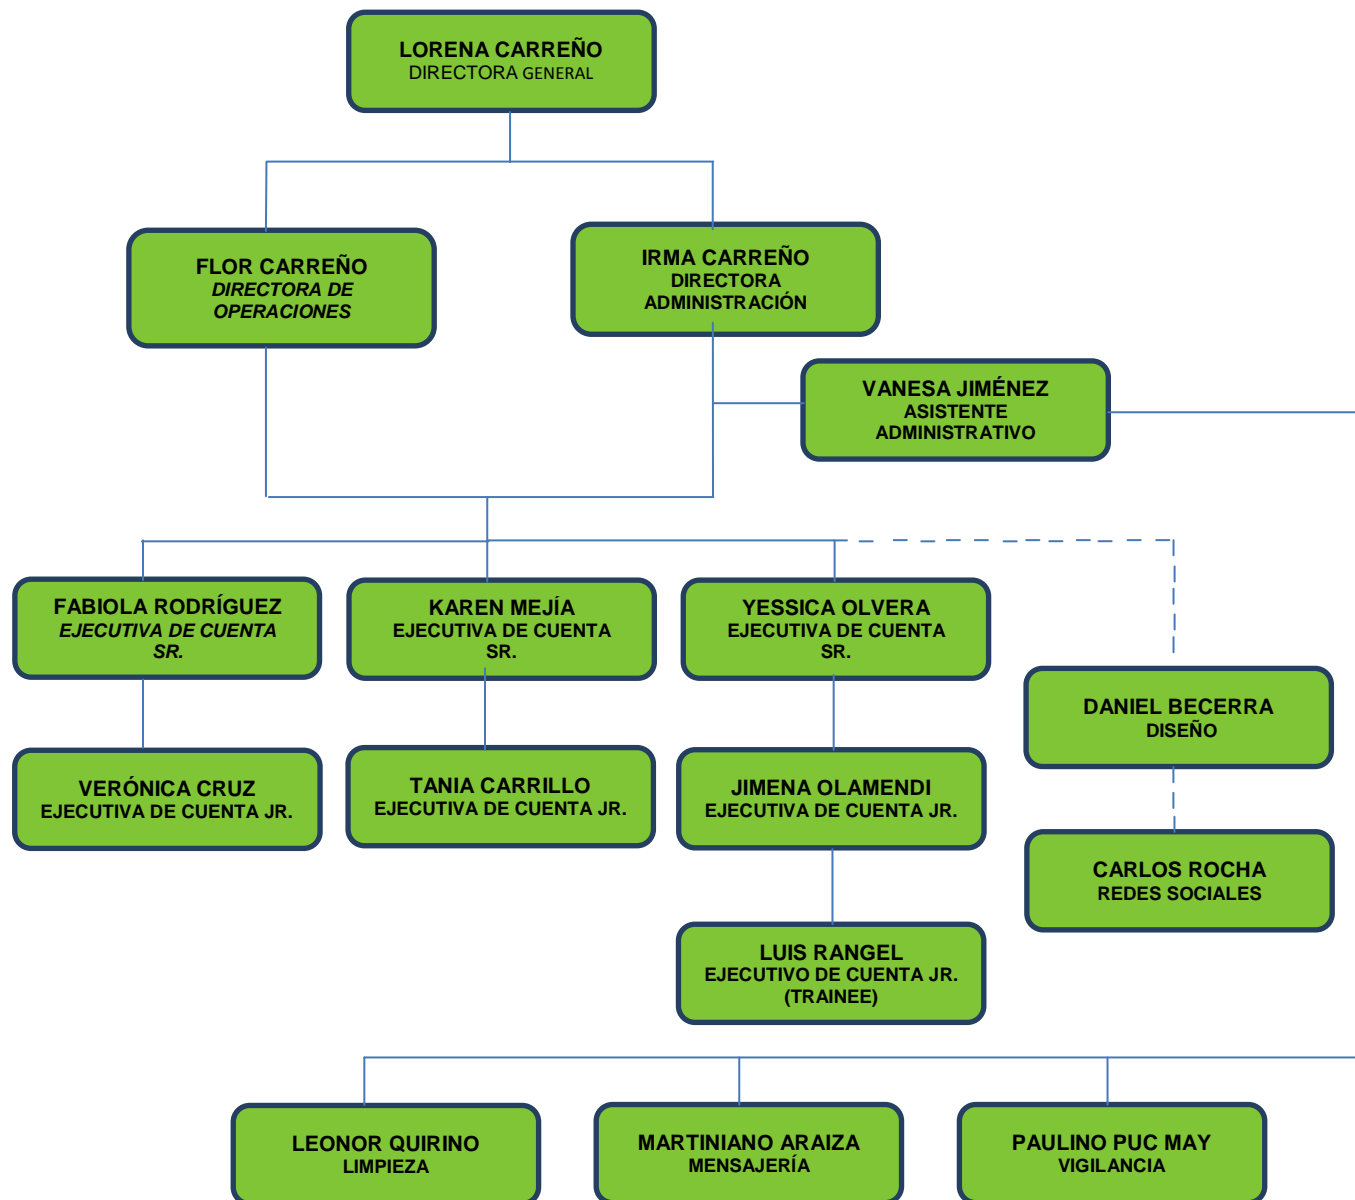 LORENA CARREÑO
DIRECTORA GENERAL
FLOR CARREÑO
DIRECTORA DE
OPERACIONES
IRMA CARREÑO
DIRECTORA
ADMINISTRACIÓN
VANESA JIMÉNEZ
ASISTENTE
ADMINISTRATIVO
FABIOLA RODRÍGUEZ
EJECUTIVA DE CUENTA
SR.
KAREN MEJÍA
EJECUTIVA DE CUENTA
SR.
YESSICA OLVERA
EJECUTIVA DE CUENTA
SR.
DANIEL BECERRA
DISEÑO
VERÓNICA CRUZ
EJECUTIVA DE CUENTA JR.
TANIA CARRILLO
EJECUTIVA DE CUENTA JR.
JIMENA OLAMENDI
EJECUTIVA DE CUENTA JR.
CARLOS ROCHA
REDES SOCIALES
LUIS RANGEL
EJECUTIVO DE CUENTA JR.
(TRAINEE)
LEONOR QUIRINO
LIMPIEZA
MARTINIANO ARAIZA
MENSAJERÍA
PAULINO PUC MAY
VIGILANCIA